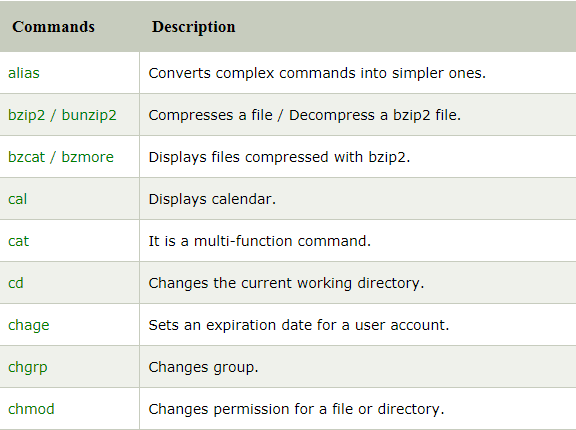 Commands Description
alias Converts complex commands into simpler ones.
bzip2 / bunzip2 Compresses a file / Decompress a bzip2 file.
bzcat / bzmore Displays files compressed with bzip2.
cal Displays calendar.
cat It is a multi-function command.
cd Changes the current working directory.
chage Sets an expiration date for a user account.
chgrp Changes group.
chmod Changes permission for a file or directory.